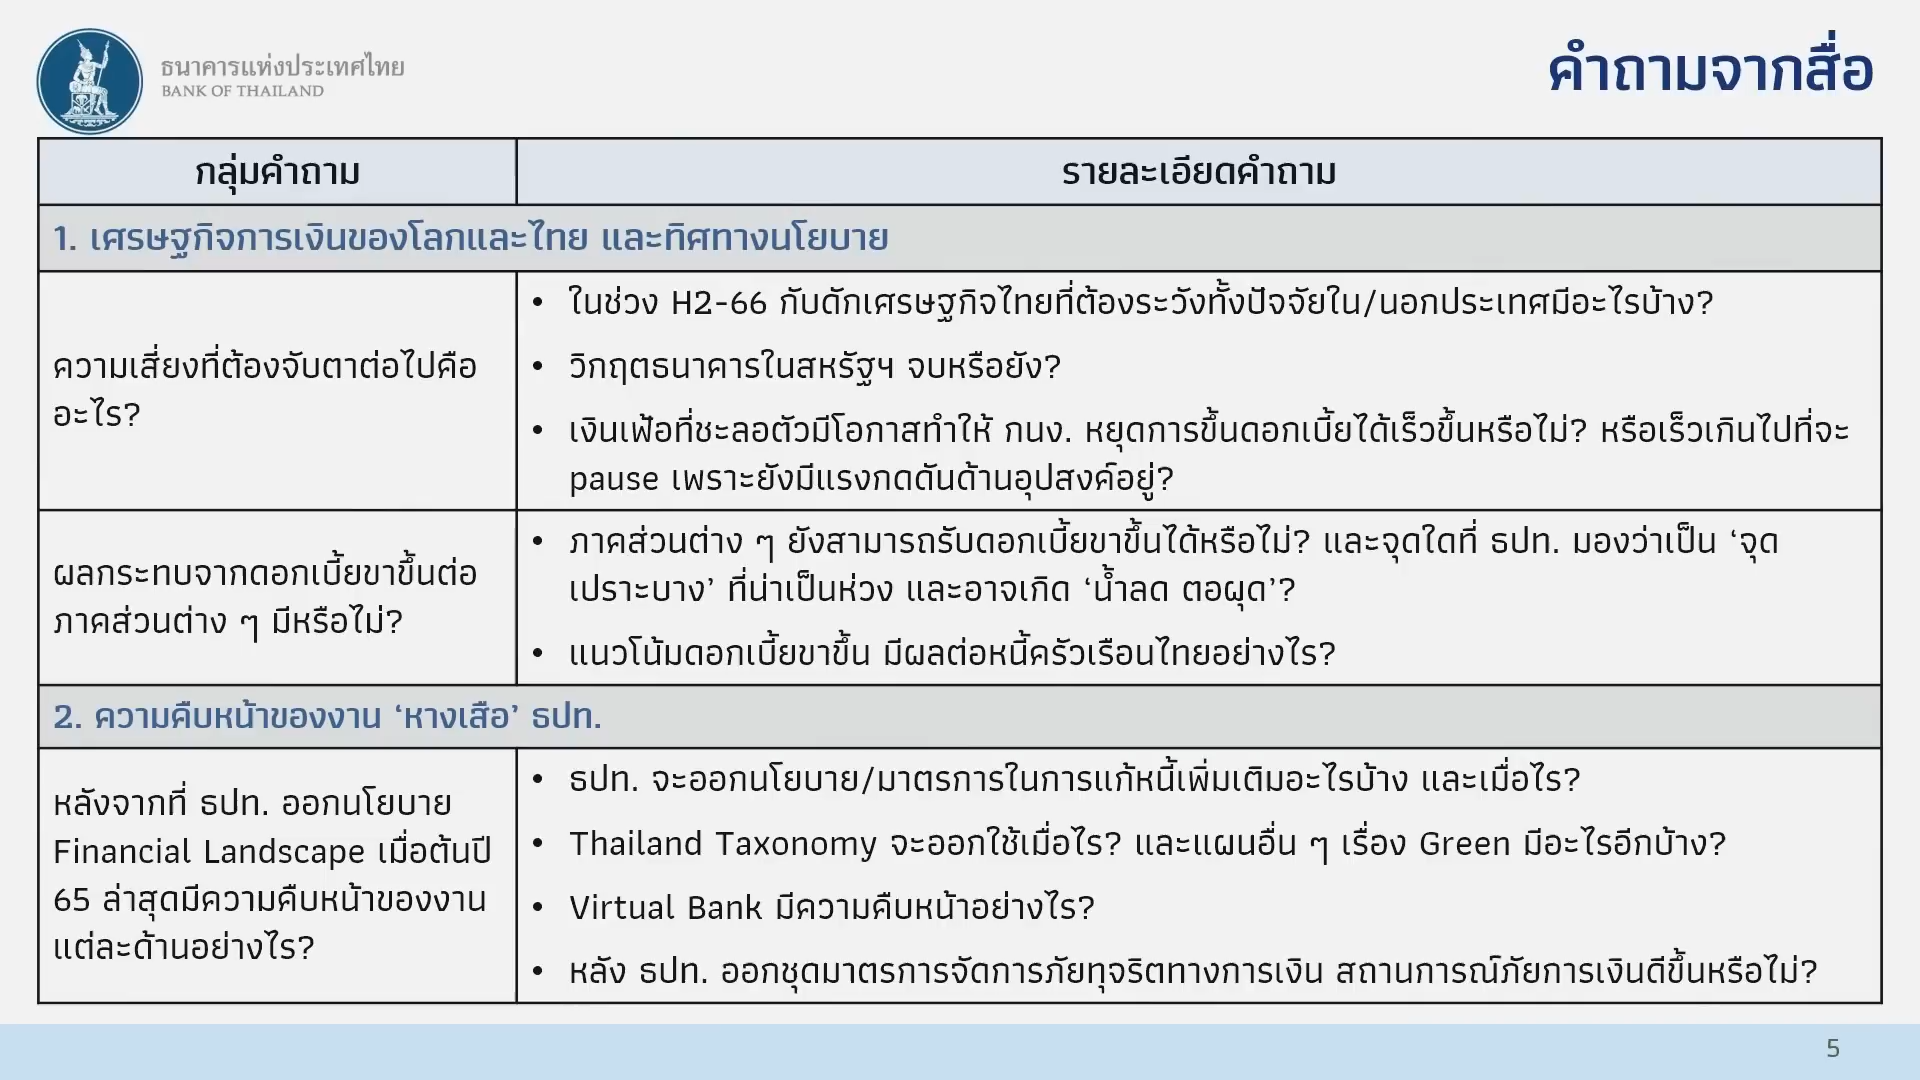 ธนาคารแห่งประเทศไทย
BANK OF THAILAND
คำถามจากสื่อ
กลุ่มคำถาม
รายละเอียดคำถาม
1. เศรษฐกิจการเงินของโลกและไทย และทิศทางนโยบาย
ความเสี่ยงที่ต้องจับตาต่อไปคือ
อะไร?
• ในช่วง H2-66 กับดักเศรษฐกิจไทยที่ต้องระวังทั้งปัจจัยใน/นอกประเทศมีอะไรบ้าง?
• วิกฤตธนาคารในสหรัฐฯ จบหรือยัง?
• เงินเฟ้อที่ชะลอตัวมีโอกาสทำให้ กนง. หยุดการขึ้นดอกเบี้ยได้เร็วขึ้นหรือไม่? หรือเร็วเกินไปที่จะ
pause เพราะยังมีแรงกดดันด้านอุปสงค์อยู่?
ผลกระทบจากดอกเบี้ยขาขึ้นต่อ
ภาคส่วนต่าง ๆ มีหรือไม่?
• ภาคส่วนต่าง ๆ ยังสามารถรับดอกเบี้ยขาขึ้นได้หรือไม่? และจุดใดที่ ธปท. มองว่าเป็น ‘จุด
เปราะบาง’ ที่น่าเป็นห่วง และอาจเกิด ‘น้ำลด ตอผุด’?
• แนวโน้มดอกเบี้ยขาขึ้น มีผลต่อหนี้ครัวเรือนไทยอย่างไร?
2. ความคืบหน้าของงาน ‘หางเสือ’ ธปท.
หลังจากที่ ธปท. ออกนโยบาย
Financial Landscape เมื่อต้นปี
65 ล่าสุดมีความคืบหน้าของงาน
แต่ละด้านอย่างไร?
• ธปท. จะออกนโยบาย/มาตรการในการแก้หนี้เพิ่มเติมอะไรบ้าง และเมื่อไร?
• Thailand Taxonomy จะออกใช้เมื่อไร? และแผนอื่น ๆ เรื่อง Green มีอะไรอีกบ้าง?
• Virtual Bank มีความคืบหน้าอย่างไร?
• หลัง ธปท. ออกชุดมาตรการจัดการภัยทุจริตทางการเงิน สถานการณ์ภัยการเงินดีขึ้นหรือไม่?
5